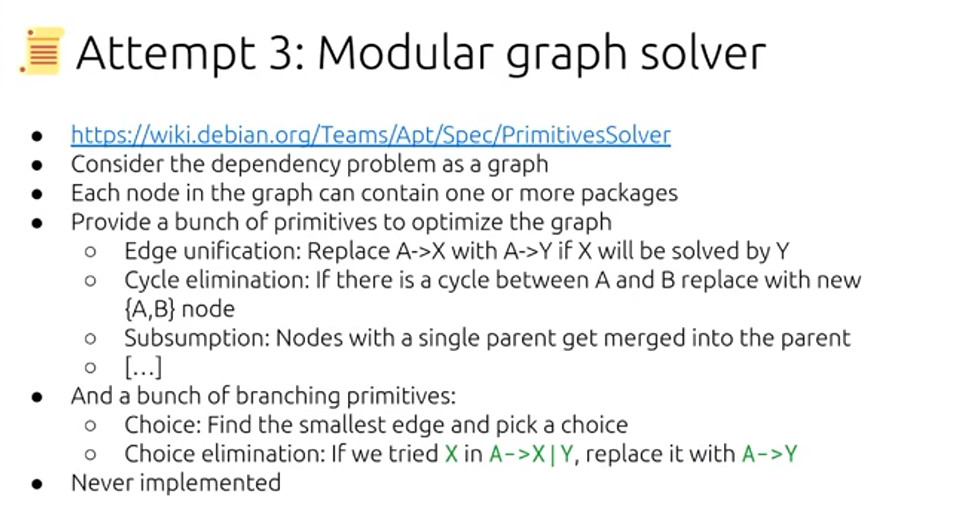 Attempt 3: Modular graph solver
● https://wiki.debian.org/Teams/Apt/Spec/PrimitivesSolver
● Consider the dependency problem as a graph
● Each node in the graph can contain one or more packages
● Provide a bunch of primitives to optimize the graph
○ Edge unification: Replace A->X with A->Y if X will be solved by Y
○ Cycle elimination: If there is a cycle between A and B replace with new
{A,B} node
○ Subsumption: Nodes with a single parent get merged into the parent
○ [...]
● And a bunch of branching primitives:
○ Choice: Find the smallest edge and pick a choice
○ Choice elimination: If we tried X in A->X|Y, replace it with A->Y
● Never implemented